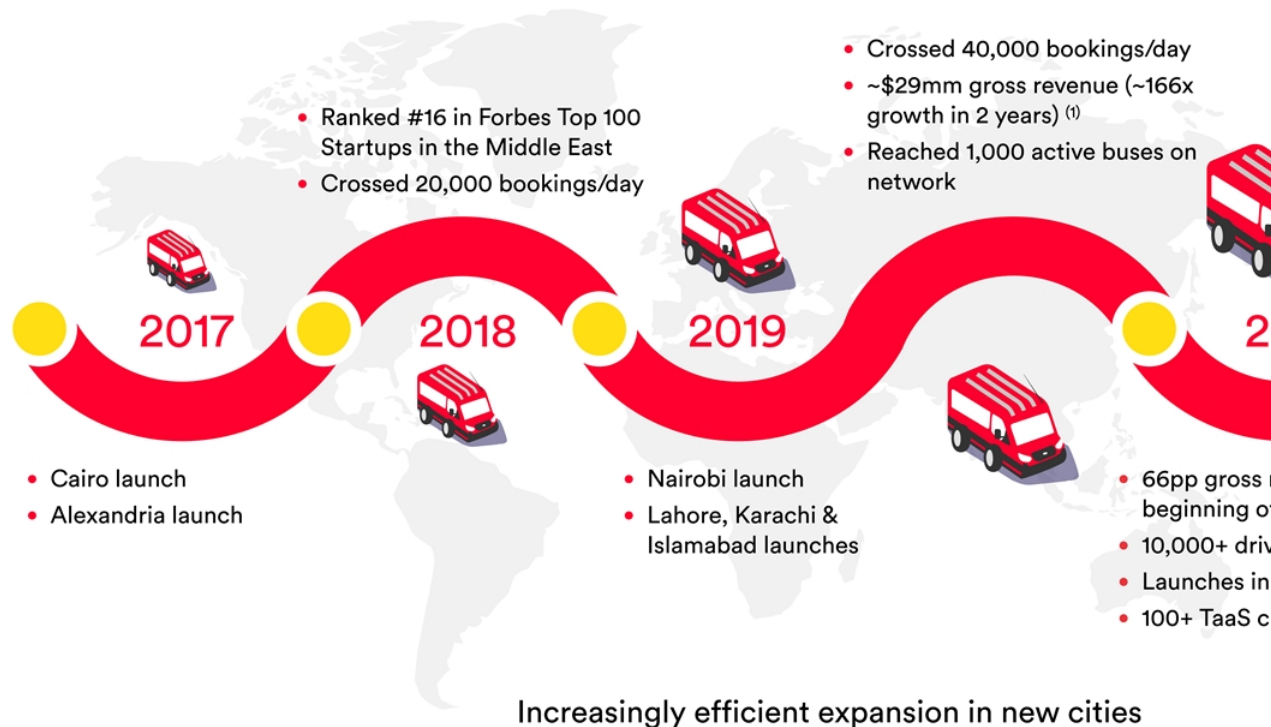 • Crossed 40,000 bookings/day
• ~$29mm gross revenue (~166x
growth in 2 years) (1)
• Reached 1,000 active buses on
network
• Ranked #16 in Forbes Top 100
Startups in the Middle East
• Crossed 20,000 bookings/day
2017
2018
2019
• Cairo launch
• Alexandria launch
• Nairobi launch
• Lahore, Karachi &
Islamabad launches
• 66pp gross
beginning
• 10,000+
• Launches in
• 100+ TaaS
Increasingly efficient expansion in new cities